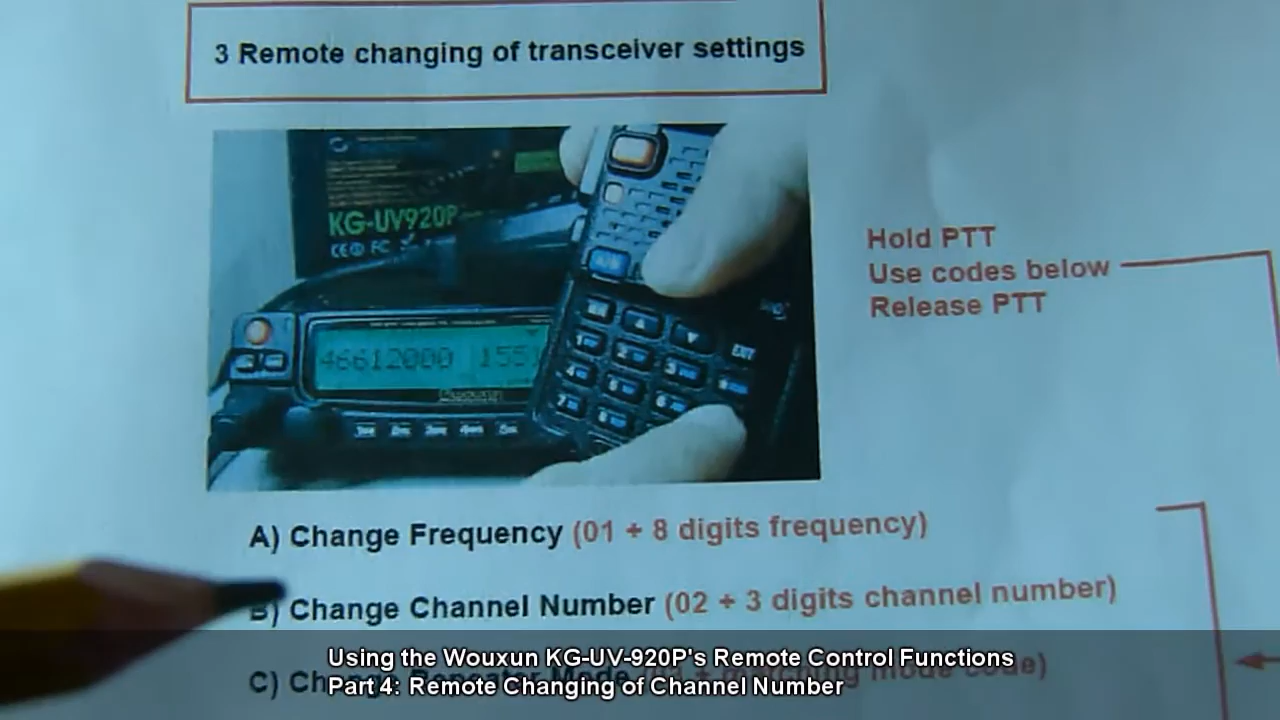 3 Remote changing of transceiver settings
KG-UV920P
FC
Hold PTT
Use codes below
Release PTT
46612000 155
A) Change Frequency (01 + 8 digits frequency)
B) Change Channel Number (02 + 3 digits channel number)
Using the Wouxun KG-UV-920P's Remote Control Functions
C)
Part 4: Remote Changing of Channel Number